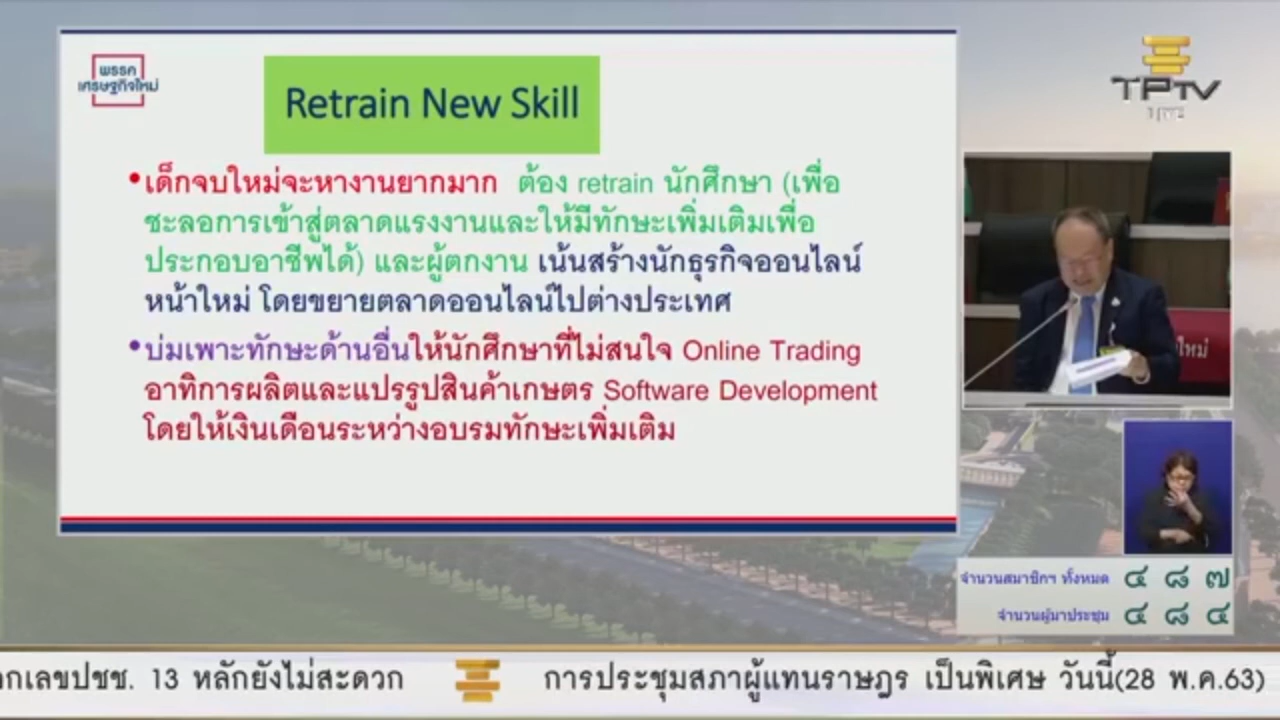 พรรค
เศรษฐกิจใหม่
Retrain New Skill
•เด็กจบใหม่จะหางานยากมาก ต้อง retrain นักศึกษา (เพื่อ
ชะลอการเข้าสู่ตลาดแรงงานและให้มีทักษะเพิ่มเติมเพื่อ
ประกอบอาชีพได้) และผู้ตกงาน เน้นสร้างนักธุรกิจออนไลน์
หน้าใหม่ โดยขยายตลาดออนไลน์ไปต่างประเทศ
•บ่มเพาะทักษะด้านอื่นให้นักศึกษาที่ไม่สนใจ Online Trading
อาทิการผลิตและแปรรูปสินค้าเกษตร Software Development
โดยให้เงินเดือนระหว่างอบรมทักษะเพิ่มเติม
TPTV
ใหม่
จำนวนสมาชิกฯ ทั้งหมด ๔ ๘ ๗
จำนวนผู้มาประชุม ๔ ๘ ๔
กเลขปชช. 13 หลักยังไม่สะดวก การประชุมสภาผู้แทนราษฎร เป็นพิเศษ วันนี้(28 พ.ค.63)